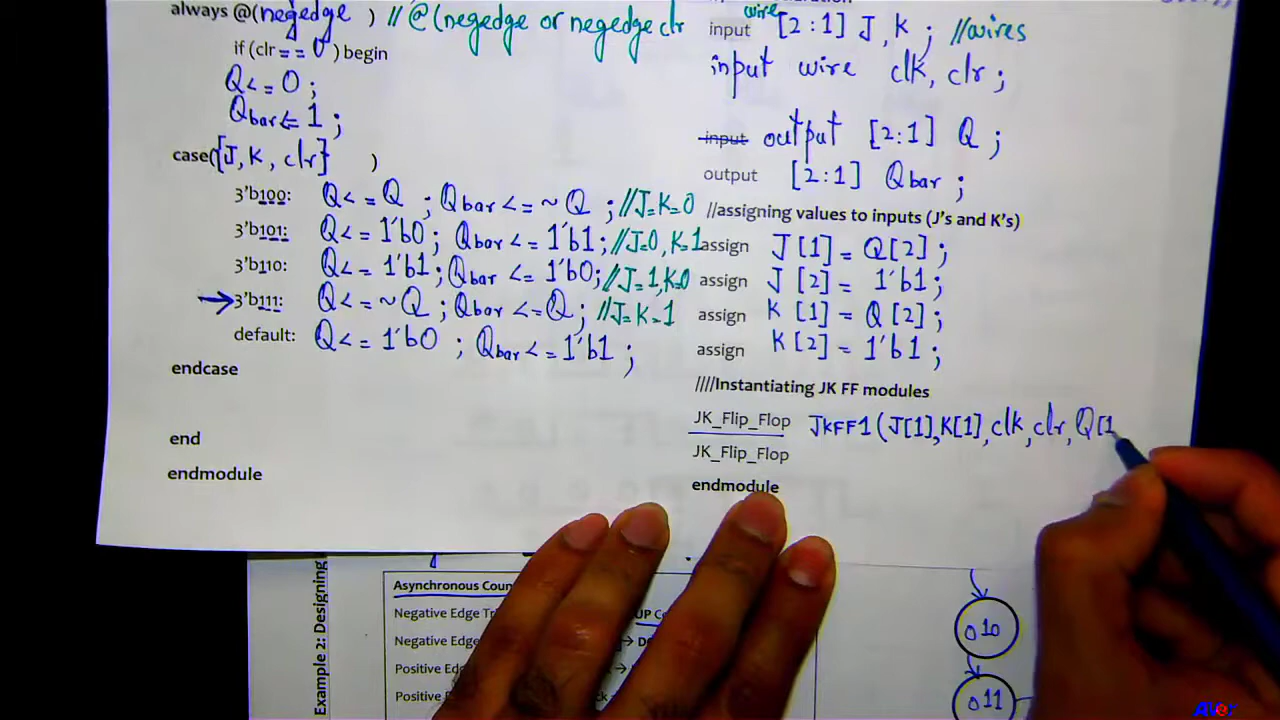 always @(negedge ) // @(negedge or negedge clr
if (clr == 0 ) begin
Q <= 0 ;
Qbar <= 1 ;
case({J, K, clr} )
3'b100: Q <= Q ; Qbar <= ~Q ; //J=K=0
3'b101: Q <= 1'b0 ; Qbar <= 1'b1 ; //J=0, K=1
3'b110: Q <= 1'b1 ; Qbar <= 1'b0 ; //J=1, K=0
3'b111: Q <= ~Q ; Qbar <= Q ; //J=K=1
default: Q <= 1'b0 ; Qbar <= 1'b1 ;
endcase
end
endmodule
input wire [2:1] J, K ; //wires
input wire clk, clr ;
input output [2:1] Q ;
output [2:1] Qbar ;
//assigning values to inputs (J's and K's)
assign J[1] = Q[2] ;
assign J[2] = 1'b1 ;
assign K[1] = Q[2] ;
assign K[2] = 1'b1 ;
////Instantiating JK FF modules
JK_Flip_Flop JKFF1 (J[1], K[1], clk, clr, Q[1
JK_Flip_Flop
endmodule
Example 2: Designing
Asynchronous Coun
Negative Edge Tr UP Co
Negative Edge
Positive Ed
Positive
010
011
AVer